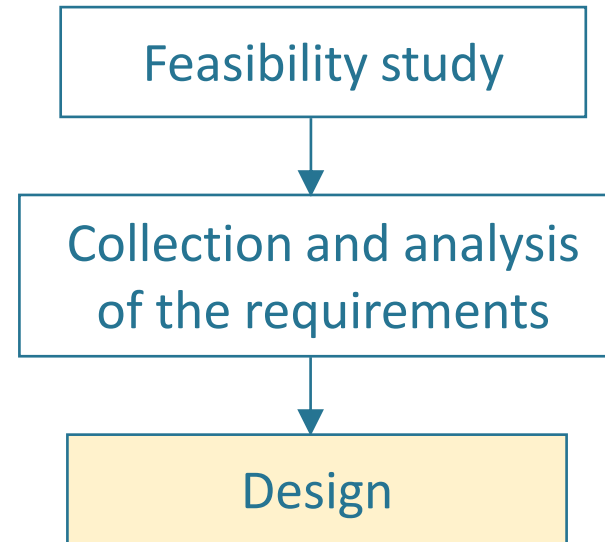 Feasibility study
Collection and analysis
of the requirements
Design